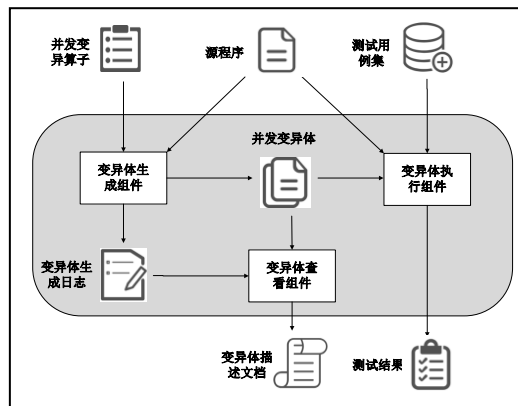 并发变
异算子
源程序
测试用
例集
并发变异体
变异体生
成组件
变异体执
行组件
变异体生
成日志
变异体查
看组件
变异体描
述文档
测试结果